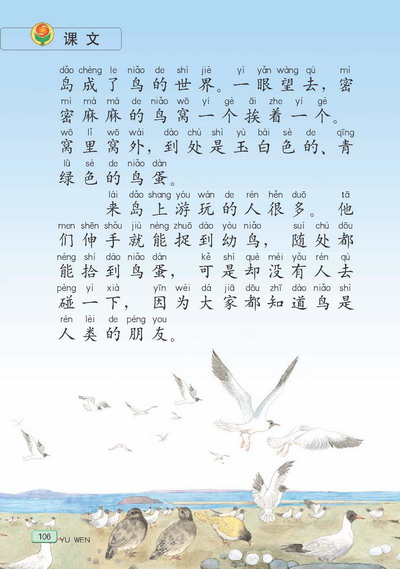 课文
dǎo chéng le niǎo de shì jiè yì yǎn wàng qù mì
岛成了鸟的世界。一眼望去，密
mì má má de niǎo wō yí gè āi zhe yí gè
密麻麻的鸟窝一个挨着一个。
wō lǐ wō wài dào chù shì yù bái sè de qīng
窝里窝外，到处是玉白色的、青
lǜ sè de niǎo dàn
绿色的鸟蛋。
lái dǎo shang yóu wán de rén hěn duō tā
来岛上游玩的人很多。他
men shēn shǒu jiù néng zhuō dào yòu niǎo suí chù dōu
们伸手就能捉到幼鸟，随处都
néng shí dào niǎo dàn kě shì què méi yǒu rén qù
能拾到鸟蛋，可是却没有人去
pèng yí xià yīn wèi dà jiā dōu zhī dào niǎo shì
碰一下，因为大家都知道鸟是
rén lèi de péng you
人类的朋友。
106 YU WEN